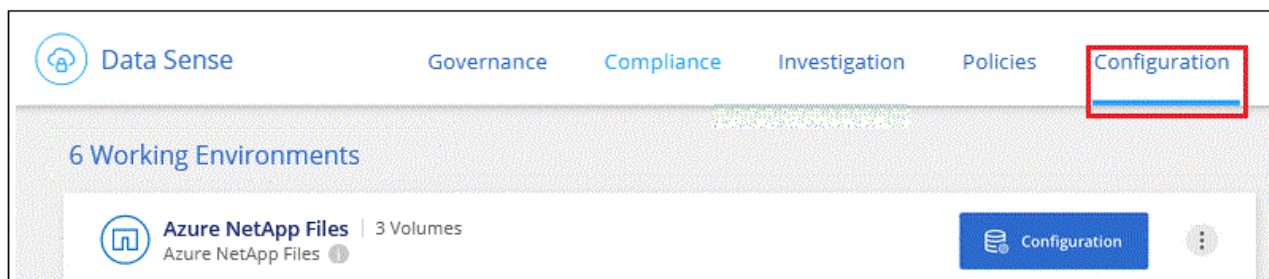 Data Sense Governance Compliance Investigation Policies Configuration
6 Working Environments
Azure NetApp Files | 3 Volumes
Azure NetApp Files
Configuration